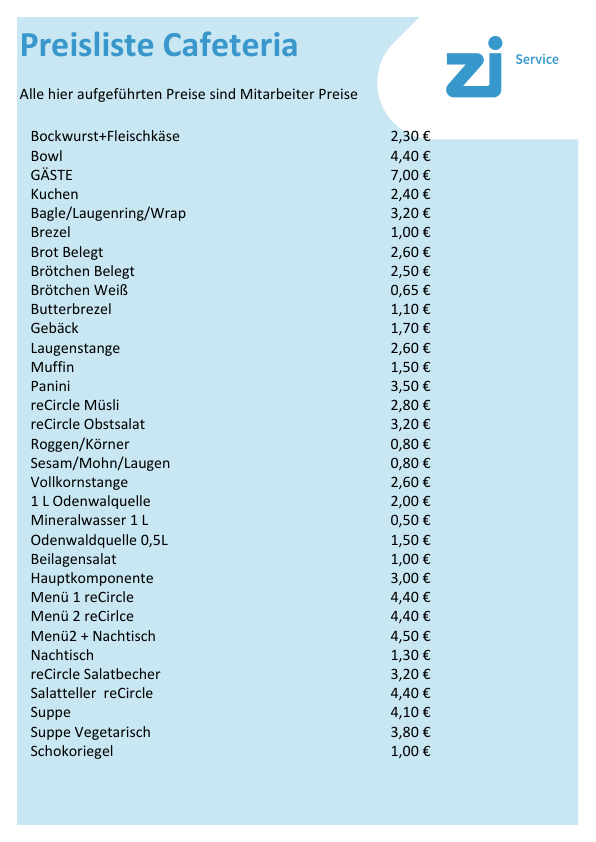 Preisliste Cafeteria
zi Service
Alle hier aufgeführten Preise sind Mitarbeiter Preise
Bockwurst+Fleischkäse 2,30 €
Bowl 4,40 €
GÄSTE 7,00 €
Kuchen 2,40 €
Bagle/Laugenring/Wrap 3,20 €
Brezel 1,00 €
Brot Belegt 2,60 €
Brötchen Belegt 2,50 €
Brötchen Weiß 0,65 €
Butterbrezel 1,10 €
Gebäck 1,70 €
Laugenstange 2,60 €
Muffin 1,50 €
Panini 3,50 €
reCircle Müsli 2,80 €
reCircle Obstsalat 3,20 €
Roggen/Körner 0,80 €
Sesam/Mohn/Laugen 0,80 €
Vollkornstange 2,60 €
1 L Odenwalquelle 2,00 €
Mineralwasser 1 L 0,50 €
Odenwaldquelle 0,5L 1,50 €
Beilagensalat 1,00 €
Hauptkomponente 3,00 €
Menü 1 reCircle 4,40 €
Menü 2 reCirlce 4,40 €
Menü2 + Nachtisch 4,50 €
Nachtisch 1,30 €
reCircle Salatbecher 3,20 €
Salatteller  reCircle 4,40 €
Suppe 4,10 €
Suppe Vegetarisch 3,80 €
Schokoriegel 1,00 €